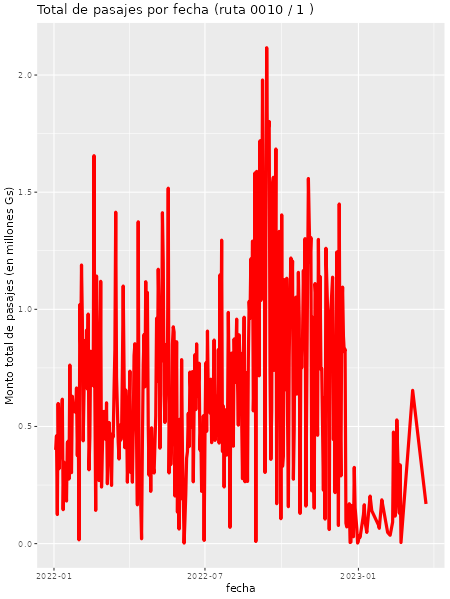 Total de pasajes por fecha (ruta 0010 / 1 )
Monto total de pasajes (en millones Gs)
2.0
1.5
1.0
0.5
0.0
2022-01
2022-07
2023-01
fecha